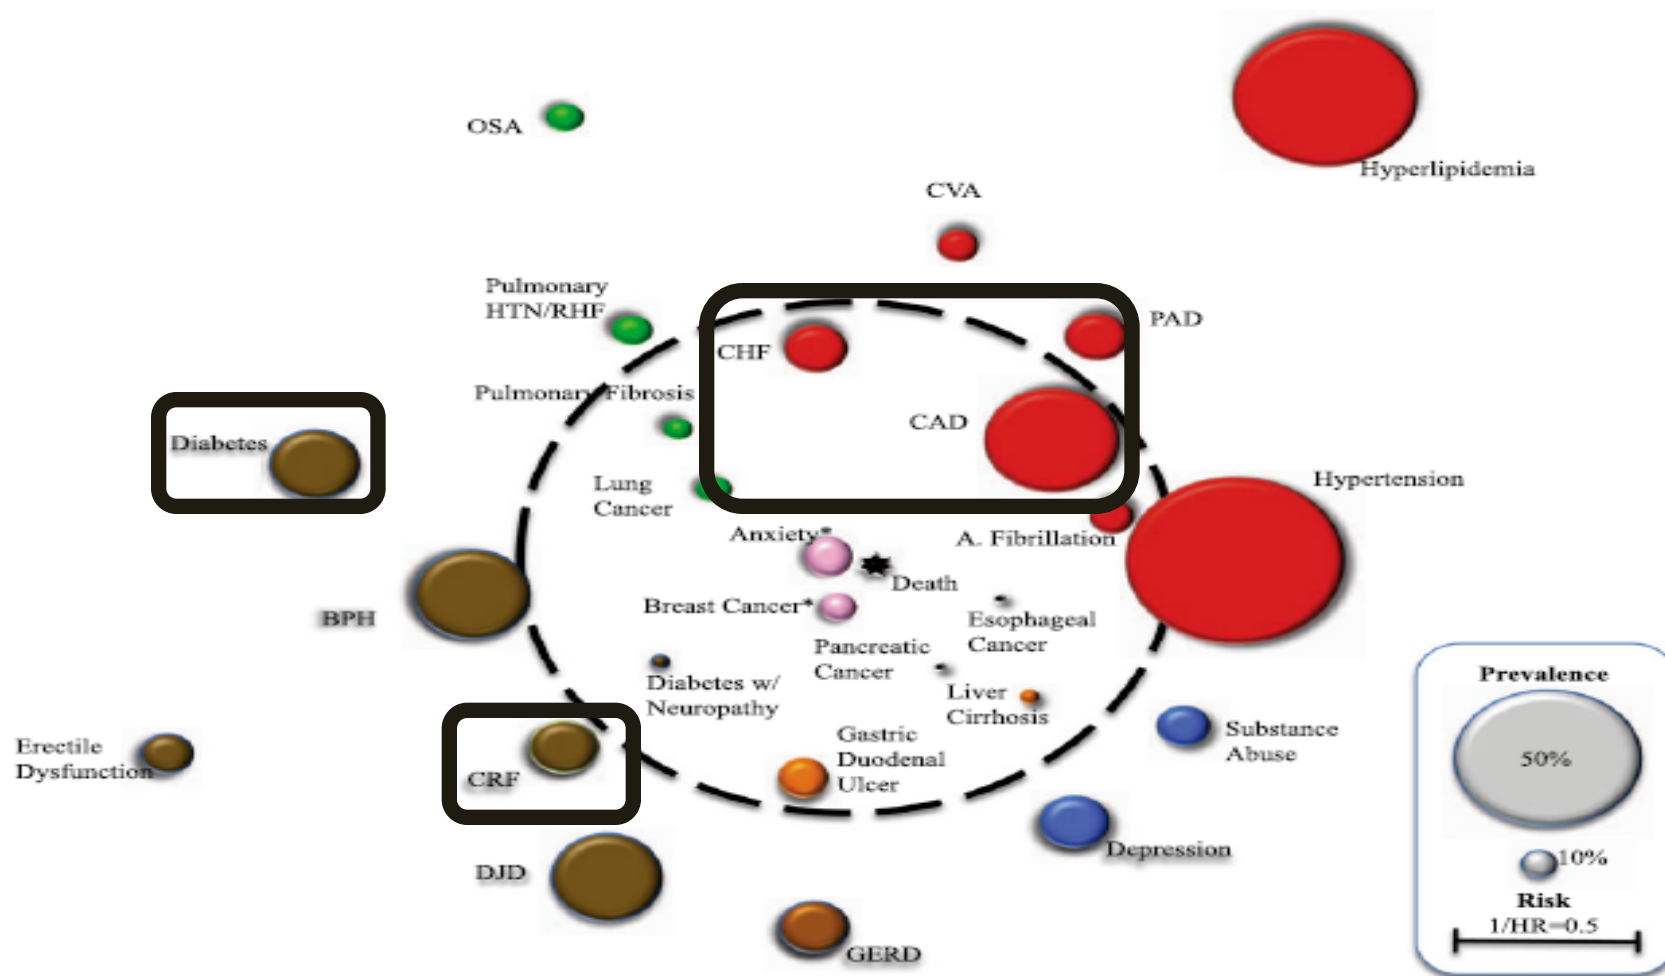 OSA
Hyperlipidemia
CVA
Pulmonary
HTN/RHF
PAD
CHF
Pulmonary Fibrosis
CAD
Diabetes
Hypertension
Lung
Cancer
Anxiety*
A. Fibrillation
Death
Breast Cancer*
Esophageal
Cancer
BPH
Pancreatic
Cancer
Diabetes w/
Neuropathy
Liver
Cirrhosis
Gastric
Duodenal
Ulcer
Substance
Abuse
Erectile
Dysfunction
CRF
Depression
DJD
GERD
Prevalence
50%
10%
Risk
1/HR=0.5